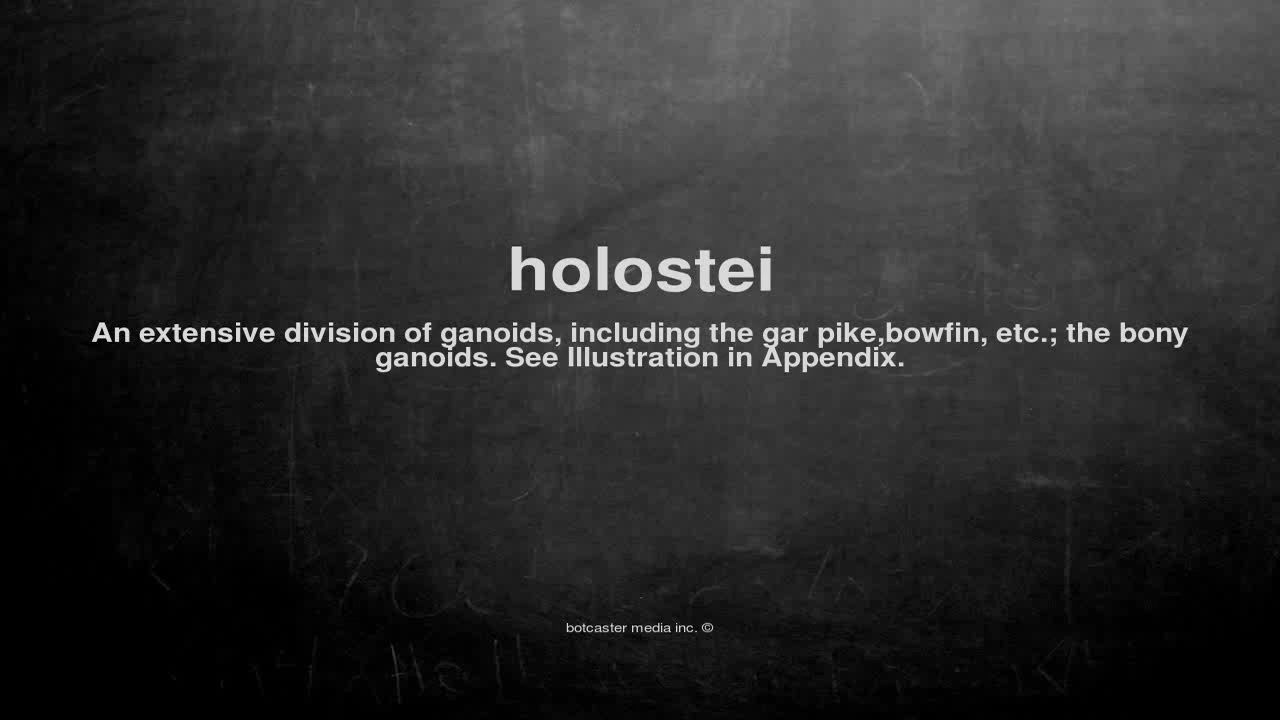 holostei
An extensive division of ganoids, including the gar pike,bowfin, etc.; the bony
ganoids. See Illustration in Appendix.
botcaster media inc. ©